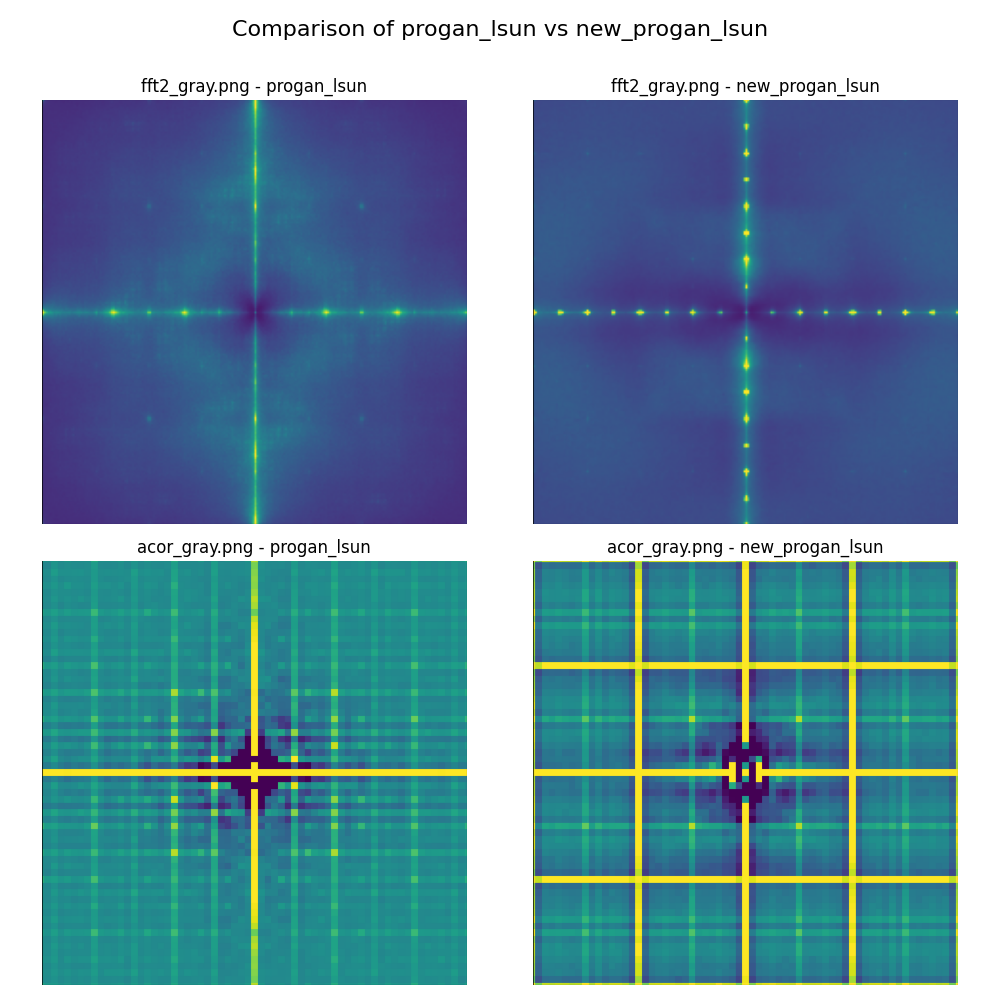 Comparison of progan_lsun vs new_progan_lsun
fft2_gray.png - progan_lsun
fft2_gray.png - new_progan_lsun
acor_gray.png - progan_lsun
acor_gray.png - new_progan_lsun